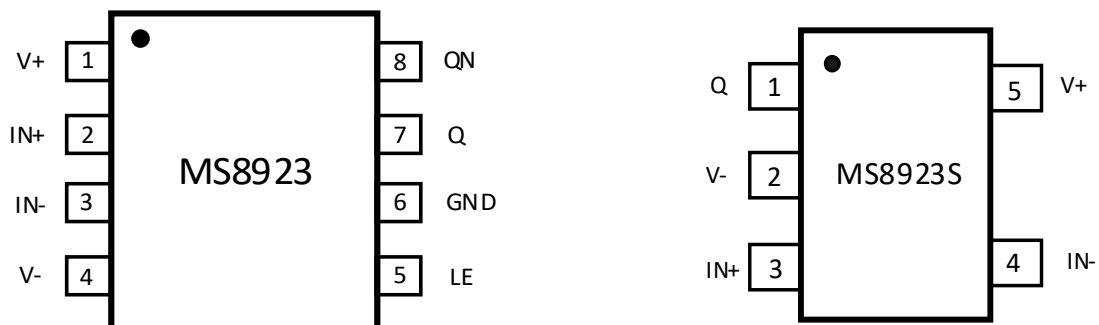 V+ 1 8 QN
IN+ 2 7 Q
MS8923
IN- 3 6 GND
V- 4 5 LE
Q 1 5 V+
V- 2 MS8923S
IN+ 3 4 IN-